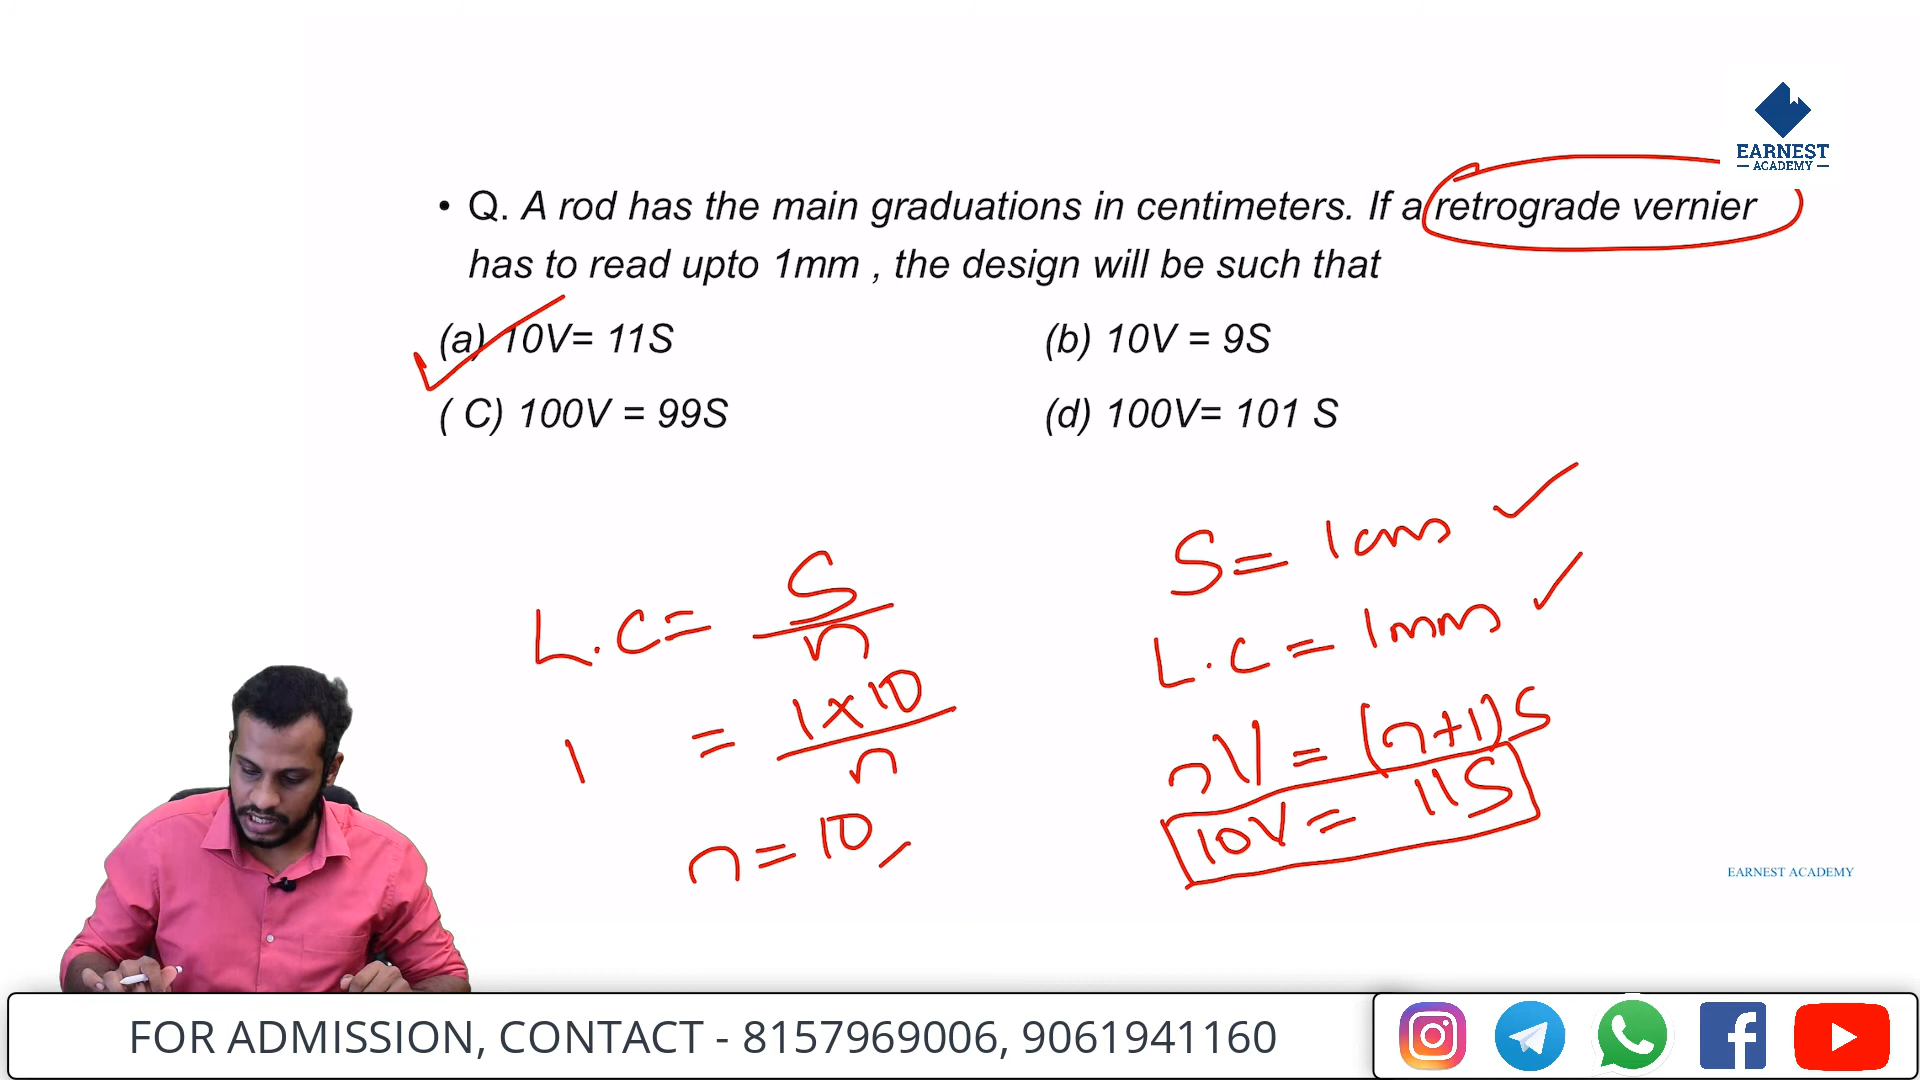 EARNEST
ACADEMY
• Q. A rod has the main graduations in centimeters. If a retrograde vernier
has to read upto 1mm , the design will be such that
(a) 10V= 11S
(b) 10V = 9S
( C) 100V = 99S
(d) 100V= 101 S
L.C = S/n
= 1×10/n
1
n = 10,
S = 1cm
L.C = 1mm
nV = (n+1)S
10V = 11S
EARNEST ACADEMY
FOR ADMISSION, CONTACT - 8157969006, 9061941160